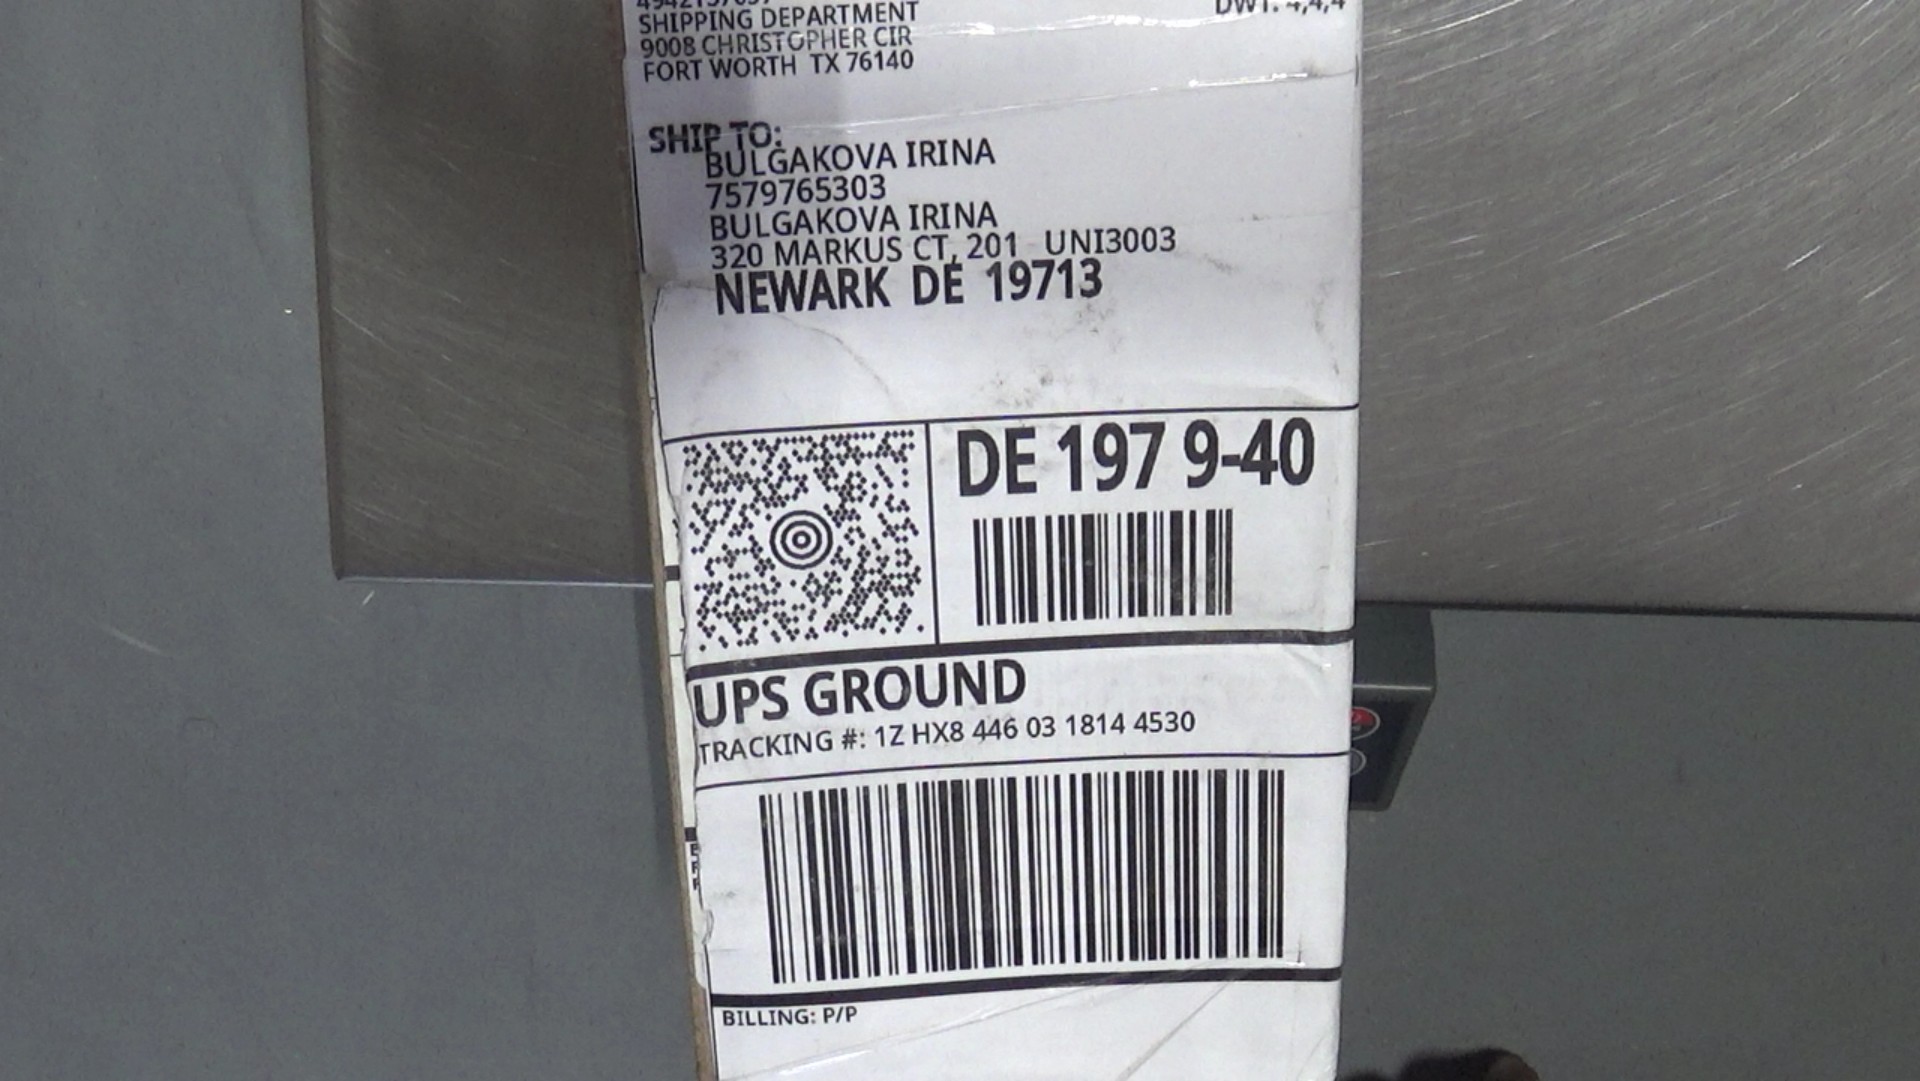 SHIPPING DEPARTMENT
9008 CHRISTOPHER CIR
FORT WORTH TX 76140
SHIP TO:
BULGAKOVA IRINA
7579765303
BULGAKOVA IRINA
320 MARKUS CT, 201 UNI3003
NEWARK DE 19713
DE 197 9-40
UPS GROUND
TRACKING #: 1Z HX8 446 03 1814 4530
BILLING: P/P